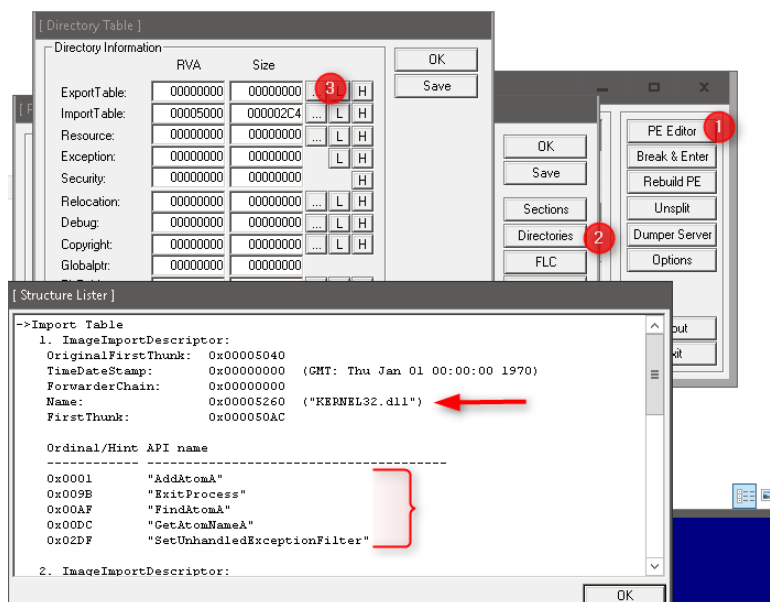 [ Directory Table ]
Directory Information
RVA Size
OK
Save
ExportTable: 00000000 00000000 ... L H
3
ImportTable: 00005000 000002C4 ... L H
Resource: 00000000 00000000 ... L H
Exception: 00000000 00000000 L H
Security: 00000000 00000000 H
Relocation: 00000000 00000000 ... L H
Debug: 00000000 00000000 ... L H
Copyright: 00000000 00000000 ... L H
Globalptr: 00000000 00000000
OK
Save
Sections
Directories 2
FLC
PE Editor 1
Break & Enter
Rebuild PE
Unsplit
Dumper Server
Options
[ Structure Lister ]
->Import Table
1. ImageImportDescriptor:
OriginalFirstThunk: 0x00005040
TimeDateStamp: 0x00000000 (GMT: Thu Jan 01 00:00:00 1970)
ForwarderChain: 0x00000000
Name: 0x00005260 ("KERNEL32.dll")
FirstThunk: 0x000050AC
Ordinal/Hint API name
------------ ----------------------------------------
0x0001 "AddAtomA"
0x009B "ExitProcess"
0x00AF "FindAtomA"
0x00DC "GetAtomNameA"
0x02DF "SetUnhandledExceptionFilter"
2. ImageImportDescriptor:
OK